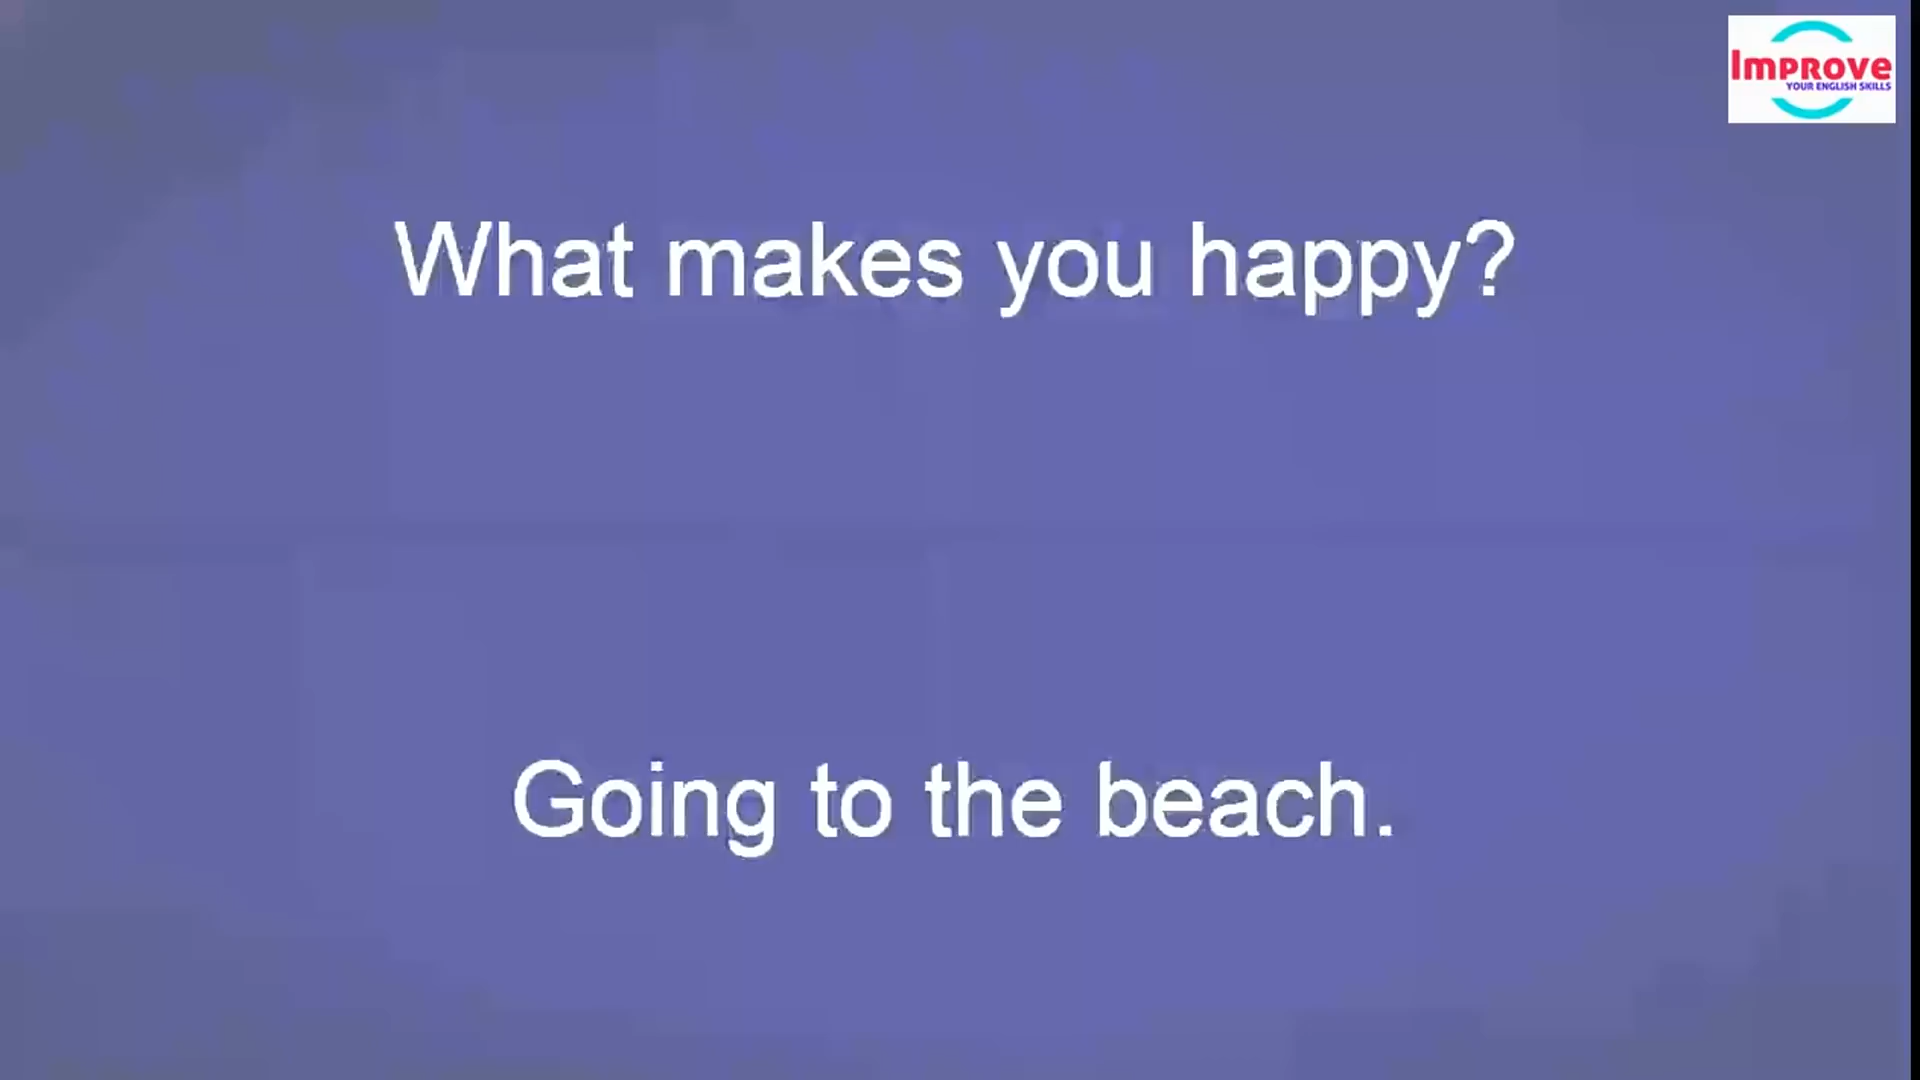 Improve
YOUR ENGLISH SKILLS
What makes you happy?
Going to the beach.